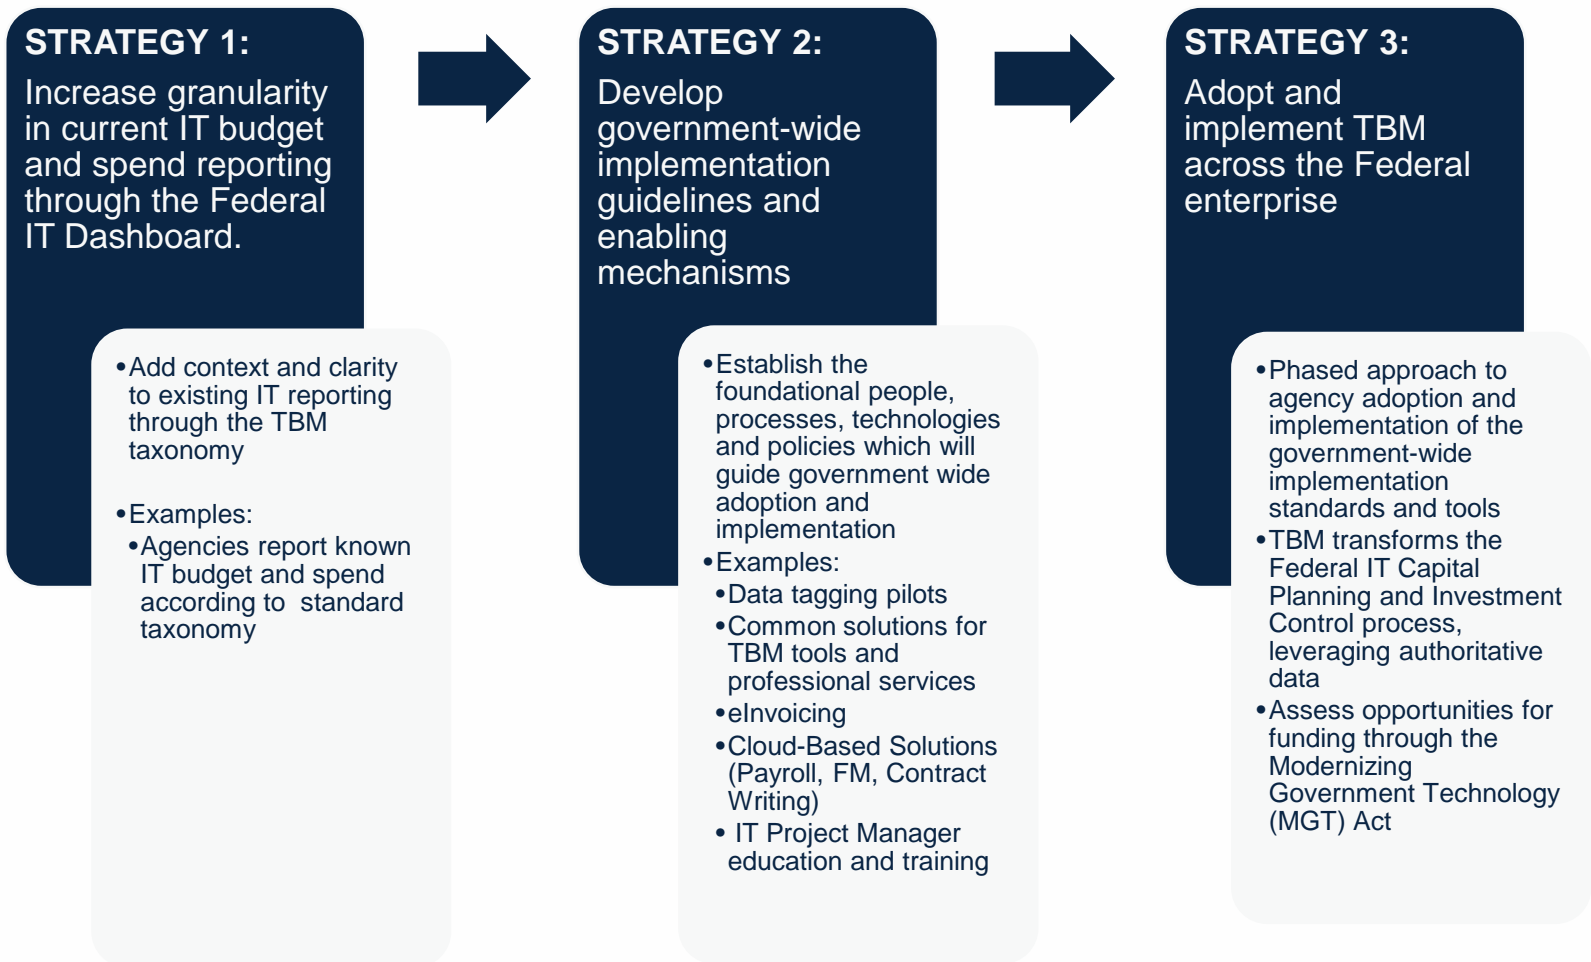 STRATEGY 1:
Increase granularity
in current IT budget
and spend reporting
through the Federal
IT Dashboard.
•Add context and clarity
to existing IT reporting
through the TBM
taxonomy
•Examples:
•Agencies report known
IT budget and spend
according to  standard
taxonomy
STRATEGY 2:
Develop
government-wide
implementation
guidelines and
enabling
mechanisms
•Establish the
foundational people,
processes, technologies
and policies which will
guide government wide
adoption and
implementation
•Examples:
•Data tagging pilots
•Common solutions for
TBM tools and
professional services
•eInvoicing
•Cloud-Based Solutions
(Payroll, FM, Contract
Writing)
• IT Project Manager
education and training
STRATEGY 3:
Adopt and
implement TBM
across the Federal
enterprise
•Phased approach to
agency adoption and
implementation of the
government-wide
implementation
standards and tools
•TBM transforms the
Federal IT Capital
Planning and Investment
Control process,
leveraging authoritative
data
•Assess opportunities for
funding through the
Modernizing
Government Technology
(MGT) Act